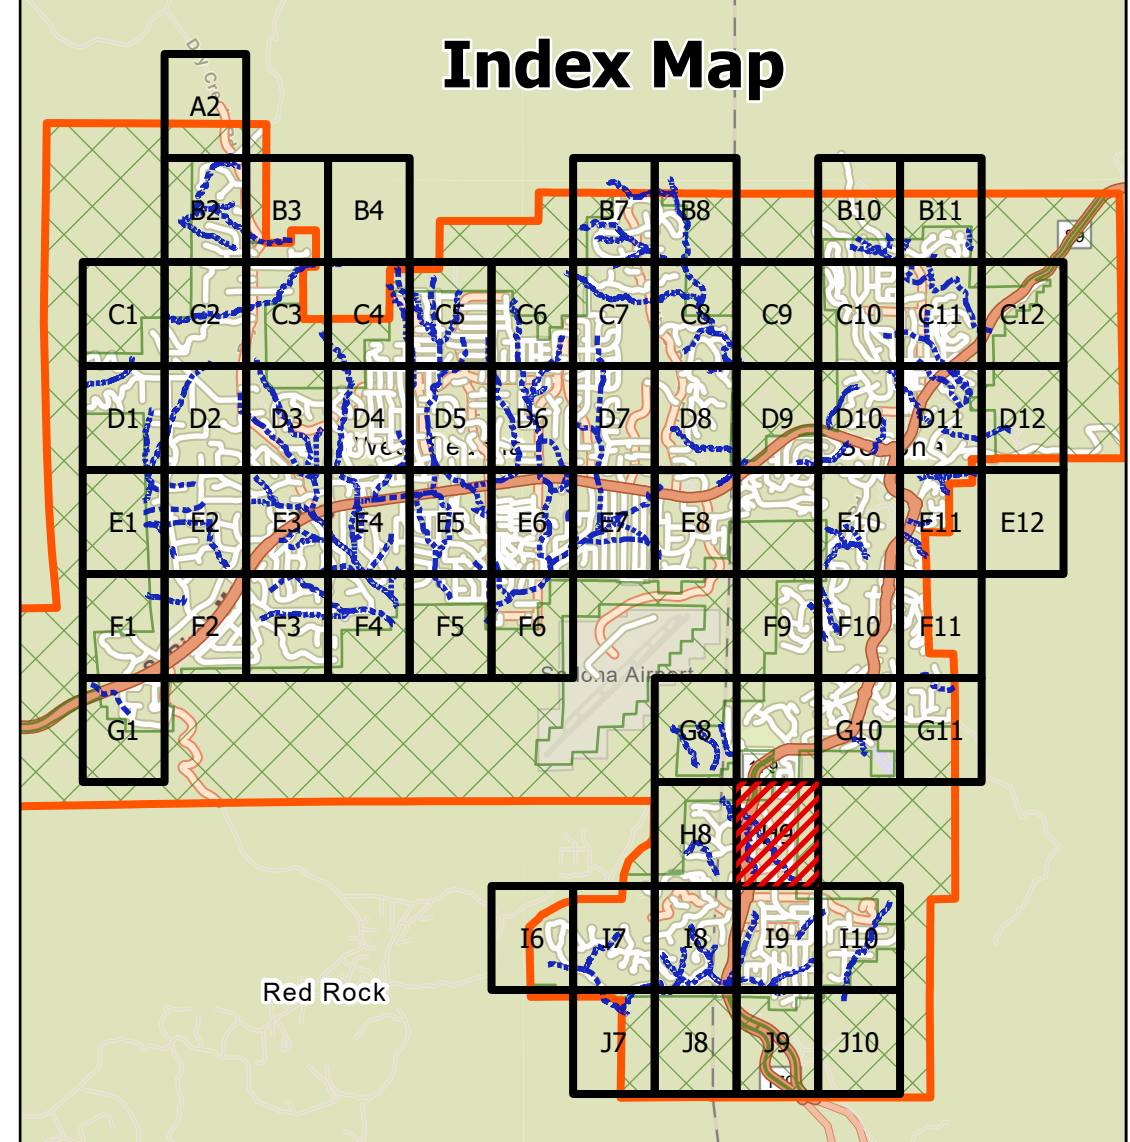 Index Map
A2
B2 B3 B4 B7 B8 B10 B11
C1 C2 C3 C4 C5 C6 C7 C8 C9 C10 C11 C12
D1 D2 D3 D4 D5 D6 D7 D8 D9 D10 D11 D12
E1 E2 E3 E4 E5 E6 E7 E8 E10 E11 E12
F1 F2 F3 F4 F5 F6 F9 F10 F11
Sedona Airport
G1 G8 G10 G11
H8 H9
I6 I7 I8 I9 I10
Red Rock
J7 J8 J9 J10